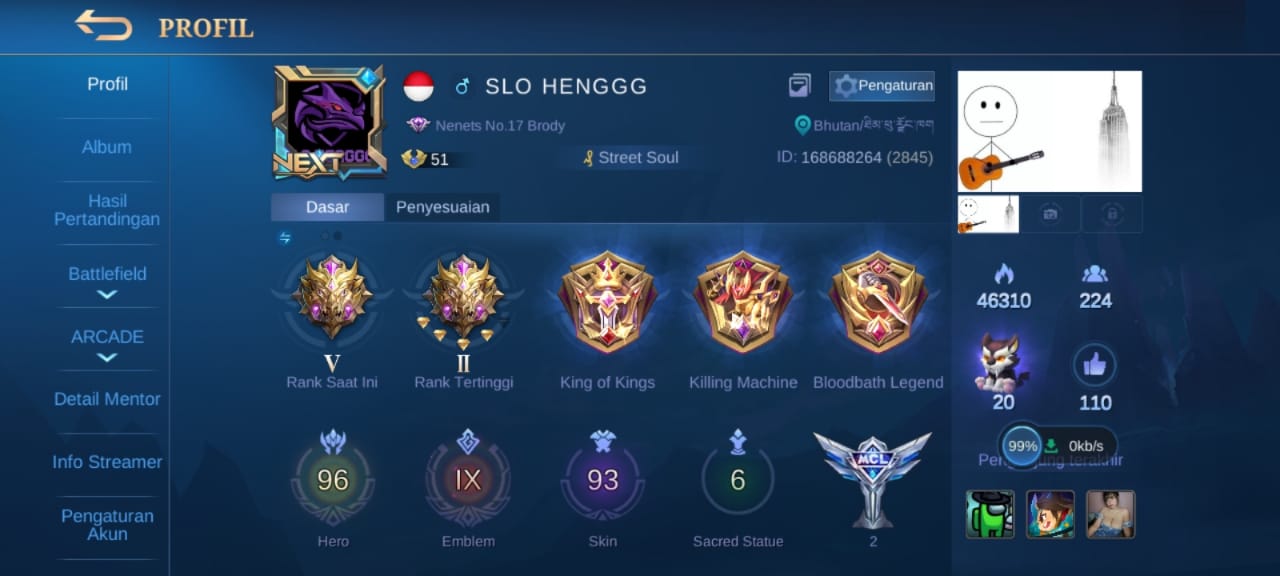 PROFIL
Profil
Album
Hasil
Pertandingan
Battlefield
ARCADE
Detail Mentor
Info Streamer
Pengaturan
Akun
NEXT
SLO HENGGG
Pengaturan
Nenets No.17 Brody
Bhutan/
51
Street Soul
ID: 168688264 (2845)
Dasar
Penyesuaian
V
II
Rank Saat Ini
Rank Tertinggi
King of Kings
Killing Machine
Bloodbath Legend
96
IX
93
6
MCL
Hero
Emblem
Skin
Sacred Statue
2
46310
224
20
110
99%
0kb/s
terakhir